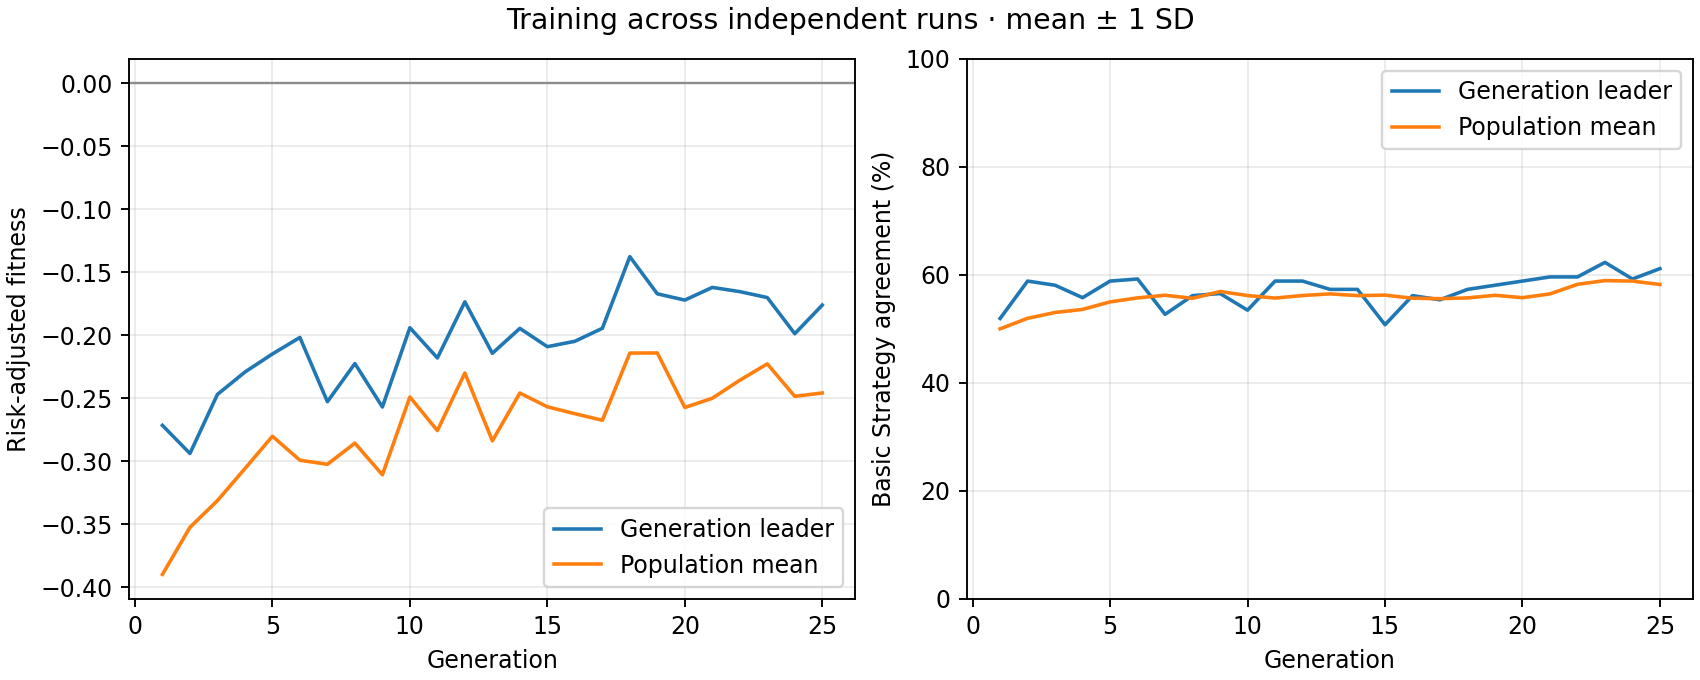 Training across independent runs · mean ± 1 SD
Risk-adjusted fitness
0.00
−0.05
−0.10
−0.15
−0.20
−0.25
−0.30
−0.35
−0.40
Generation leader
Population mean
0 5 10 15 20 25
Generation
Basic Strategy agreement (%)
100
80
60
40
20
0
Generation leader
Population mean
0 5 10 15 20 25
Generation